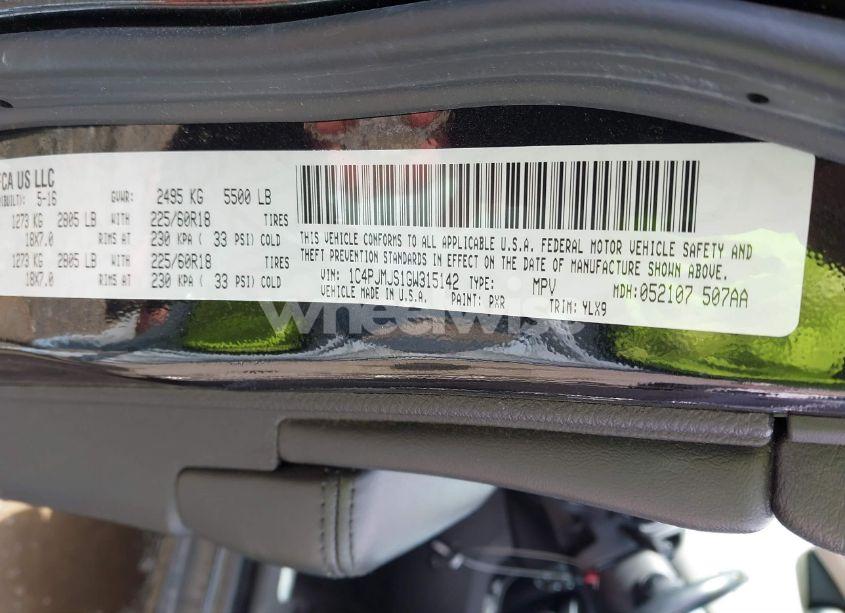 FCA US LLC
(BUILT): 5-16
GVWR: 2495 KG 5500 LB
1273 KG 2805 LB WITH 225/60R18 TIRES
18X7.0 RIMS AT 230 KPA ( 33 PSI) COLD
1273 KG 2805 LB WITH 225/60R18 TIRES
18X7.0 RIMS AT 230 KPA ( 33 PSI) COLD
THIS VEHICLE CONFORMS TO ALL APPLICABLE U.S.A. FEDERAL MOTOR VEHICLE SAFETY AND
THEFT PREVENTION STANDARDS IN EFFECT ON THE DATE OF MANUFACTURE SHOWN ABOVE.
VIN: 1C4PJMJS1GW315142 TYPE: MPV MDH:052107 507AA
VEHICLE MADE IN U.S.A. PAINT: PXR TRIM: YLX9
wheelwise